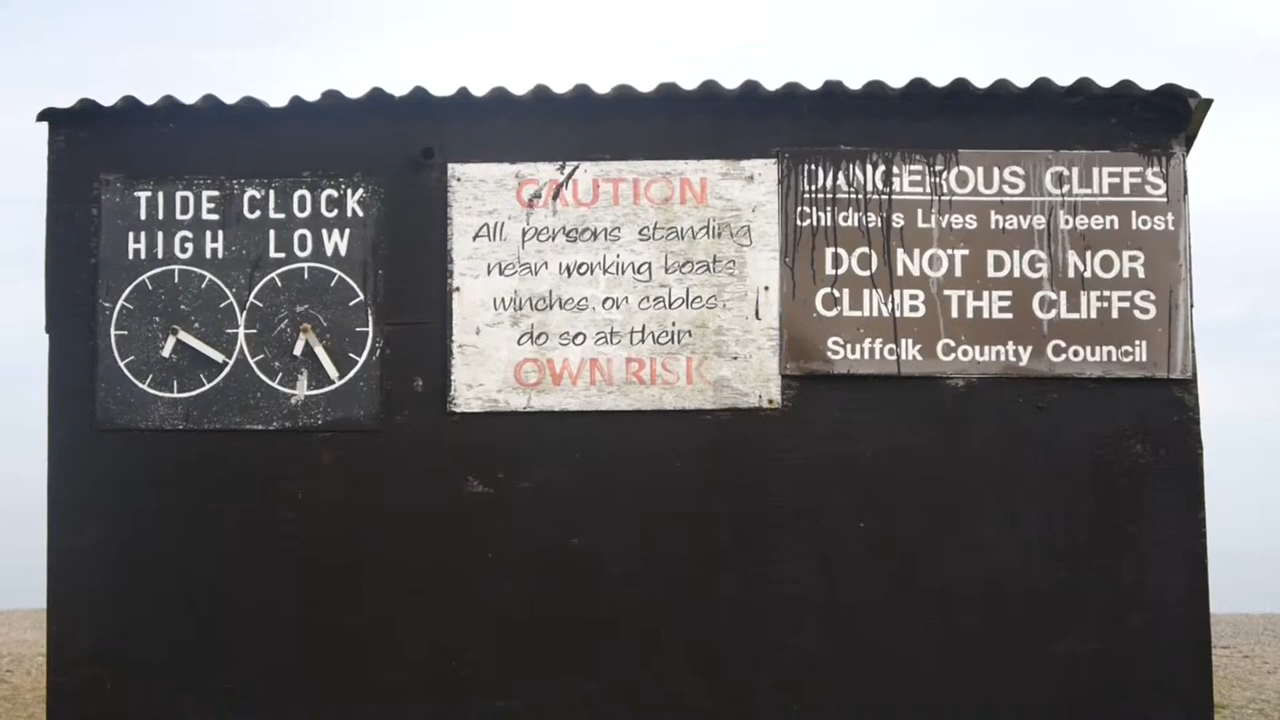 TIDE CLOCK
HIGH LOW
CAUTION
All persons standing
near working boats
winches, or cables,
do so at their
OWN RISK
DANGEROUS CLIFFS
Childrens Lives have been lost
DO NOT DIG NOR
CLIMB THE CLIFFS
Suffolk County Council